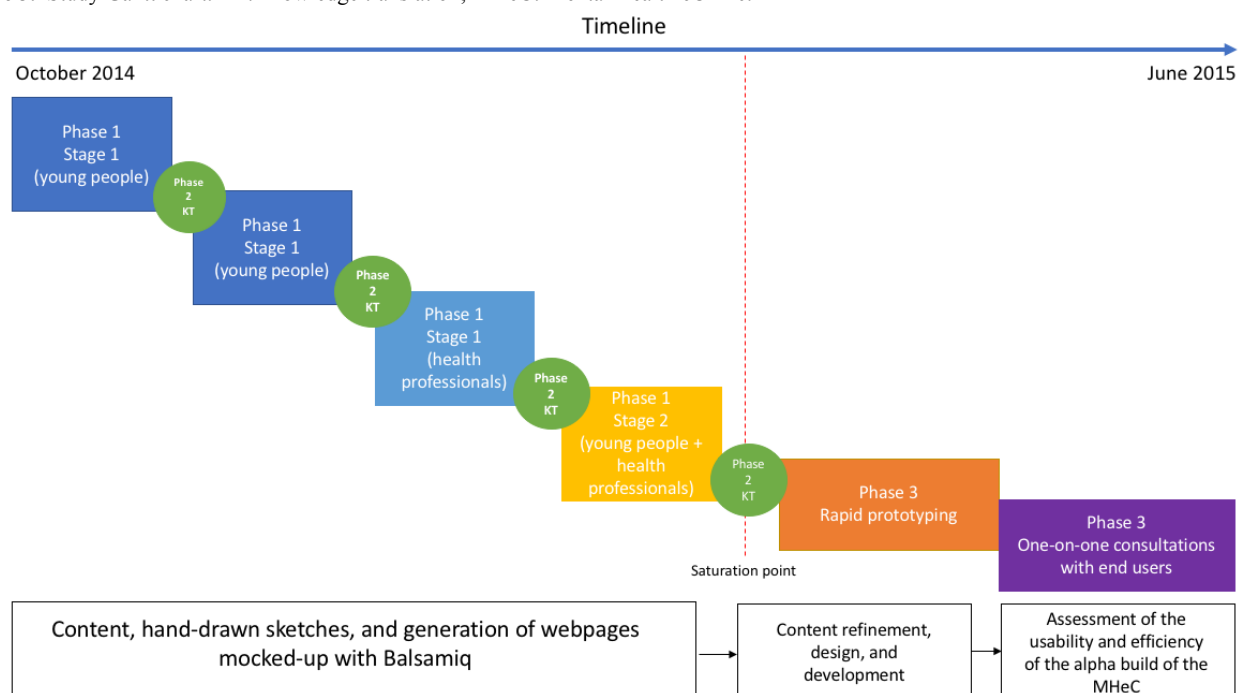 Timeline
October 2014
June 2015
Phase 1
Stage 1
(young people)
Phase
2
KT
Phase 1
Stage 1
(young people)
Phase
2
KT
Phase 1
Stage 1
(health
professionals)
Phase
2
KT
Phase 1
Stage 2
(young people +
health
professionals)
Phase
2
KT
Phase 3
Rapid prototyping
Phase 3
One-on-one consultations
with end users
Saturation point
Content, hand-drawn sketches, and generation of webpages
mocked-up with Balsamiq
Content refinement,
design, and
development
Assessment of the
usability and efficiency
of the alpha build of the
MHeC